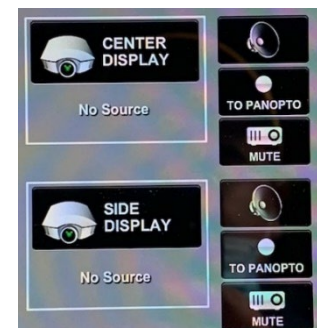 CENTER
DISPLAY
No Source
TO PANOPTO
MUTE
SIDE
DISPLAY
No Source
TO PANOPTO
MUTE